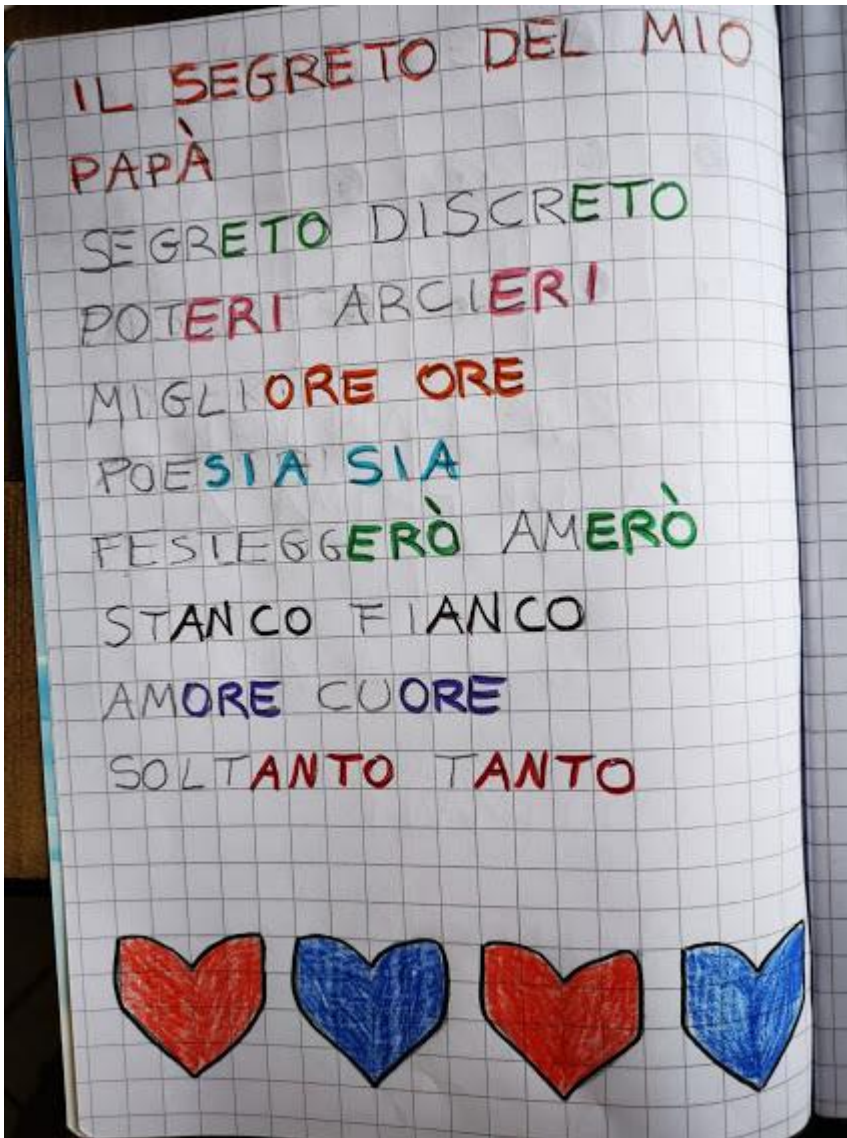 IL SEGRETO DEL MIO
PAPÀ
SEGRETO DISCRETO
POTERI ARCIERI
MIGLIORE ORE
POESIA SIA
FESTEGGERÒ AMERÒ
STANCO FIANCO
AMORE CUORE
SOLTANTO TANTO